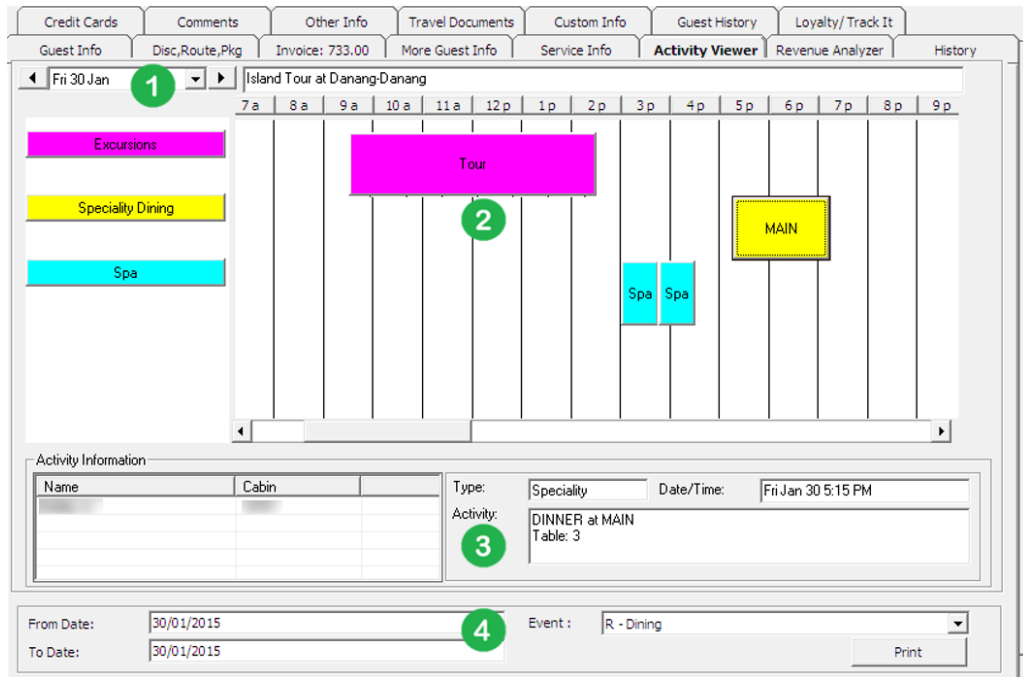 Credit Cards Comments Other Info Travel Documents Custom Info Guest History Loyalty/ Track It
Guest Info Disc,Route,Pkg Invoice: 733.00 More Guest Info Service Info Activity Viewer Revenue Analyzer History
Fri 30 Jan 1 Island Tour at Danang-Danang
7 a 8 a 9 a 10 a 11 a 12 p 1 p 2 p 3 p 4 p 5 p 6 p 7 p 8 p 9 p
Excursions Tour
Speciality Dining 2 MAIN
Spa Spa Spa
Activity Information
Name Cabin Type: Speciality Date/Time: Fri Jan 30 5:15 PM
Activity: DINNER at MAIN
3 Table: 3
From Date: 30/01/2015 4 Event : R - Dining
To Date: 30/01/2015 Print